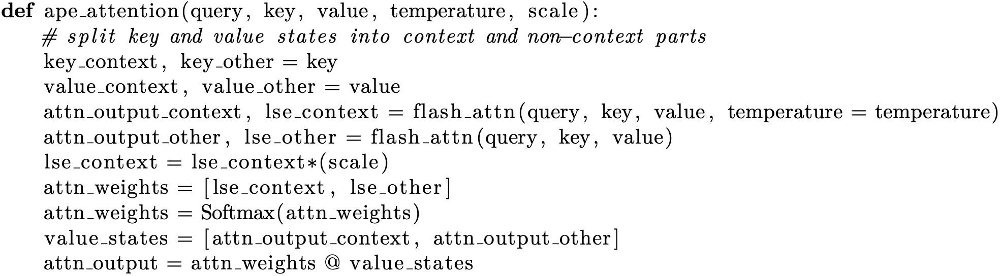 def ape_attention(query, key, value, temperature, scale):
# split key and value states into context and non-context parts
key_context, key_other = key
value_context, value_other = value
attn_output_context, lse_context = flash_attn(query, key, value, temperature = temperature)
attn_output_other, lse_other = flash_attn(query, key, value)
lse_context = lse_context*(scale)
attn_weights = [lse_context, lse_other]
attn_weights = Softmax(attn_weights)
value_states = [attn_output_context, attn_output_other]
attn_output = attn_weights @ value_states